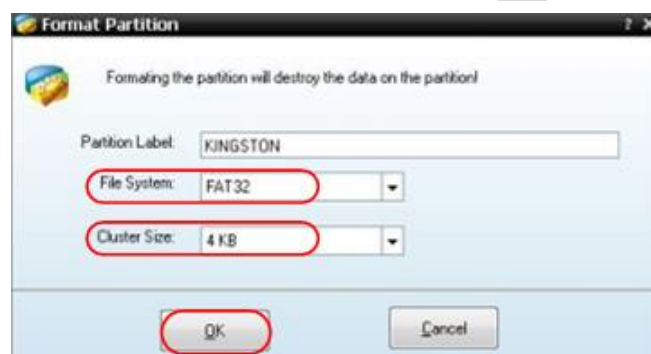 Format Partition
Formating the partition will destroy the data on the partition!
Partition Label: KINGSTON
File System: FAT32
Cluster Size: 4 KB
OK Cancel